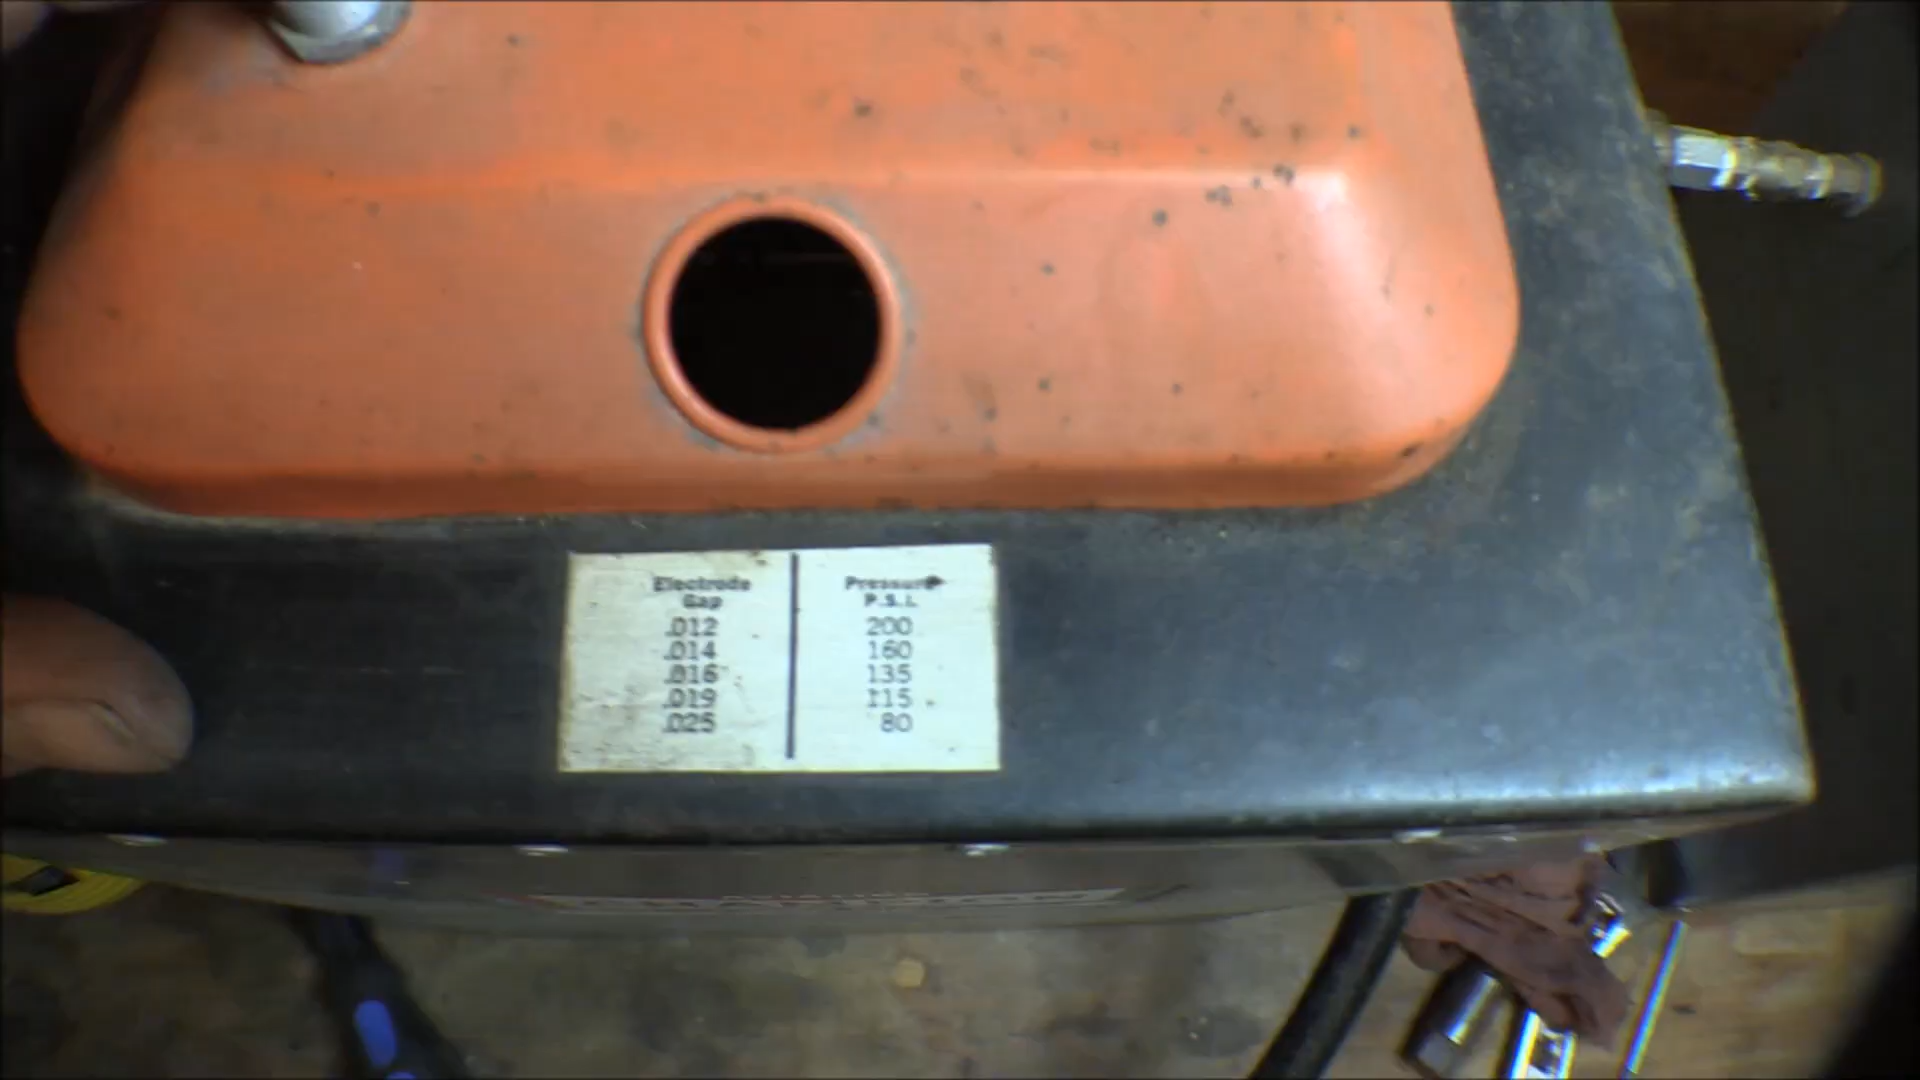 Electrode Gap
Pressure P.S.I.
.012 200
.014 160
.016 135
.019 115
.025 80